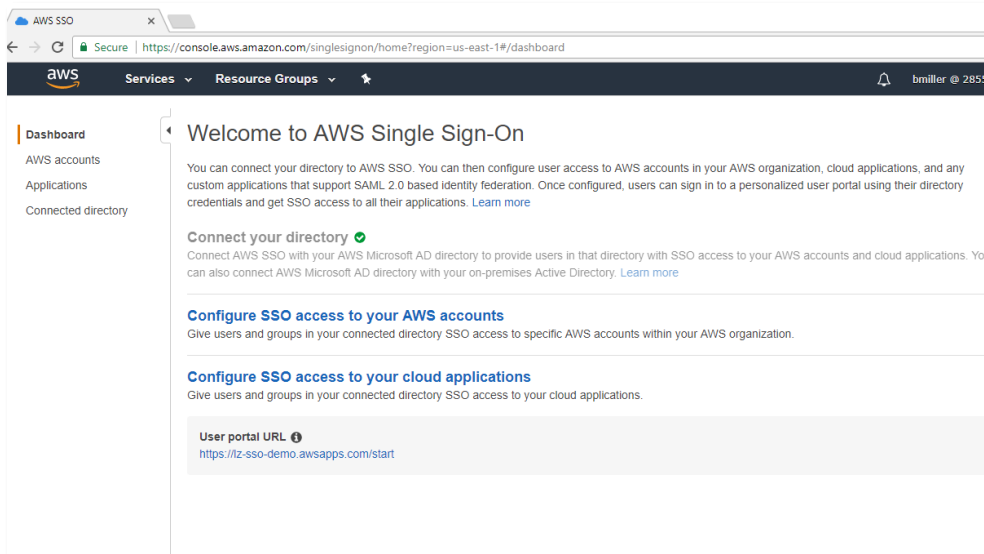 AWS SSO
Secure | https://console.aws.amazon.com/singlesignon/home?region=us-east-1#/dashboard
aws Services Resource Groups bmiller @ 2855
Dashboard
AWS accounts
Applications
Connected directory
Welcome to AWS Single Sign-On
You can connect your directory to AWS SSO. You can then configure user access to AWS accounts in your AWS organization, cloud applications, and any
custom applications that support SAML 2.0 based identity federation. Once configured, users can sign in to a personalized user portal using their directory
credentials and get SSO access to all their applications. Learn more
Connect your directory
Connect AWS SSO with your AWS Microsoft AD directory to provide users in that directory with SSO access to your AWS accounts and cloud applications. Yo
can also connect AWS Microsoft AD directory with your on-premises Active Directory. Learn more
Configure SSO access to your AWS accounts
Give users and groups in your connected directory SSO access to specific AWS accounts within your AWS organization.
Configure SSO access to your cloud applications
Give users and groups in your connected directory SSO access to your cloud applications.
User portal URL
https://lz-sso-demo.awsapps.com/start